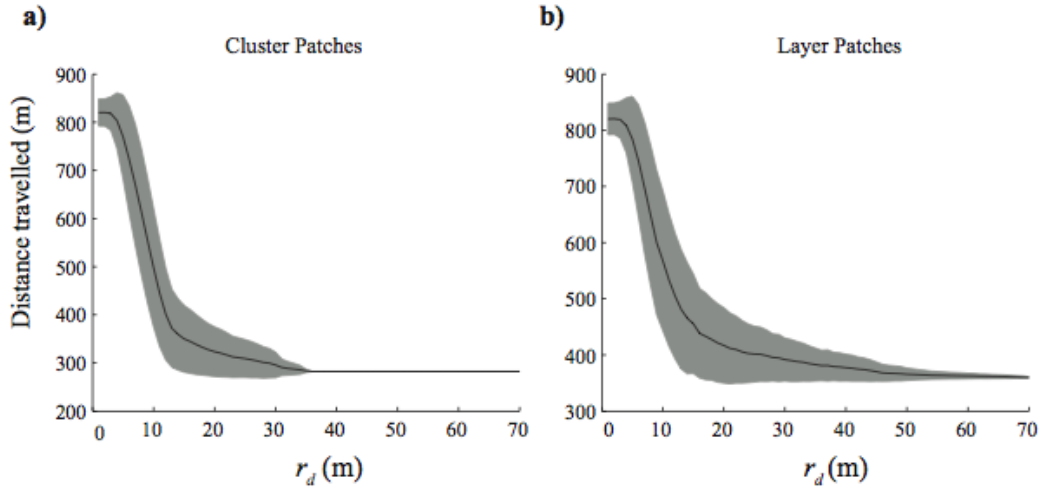 a)
Cluster Patches
Distance travelled (m)
900
800
700
600
500
400
300
200
0 10 20 30 40 50 60 70
r_d (m)
b)
Layer Patches
900
800
700
600
500
400
300
0 10 20 30 40 50 60 70
r_d (m)